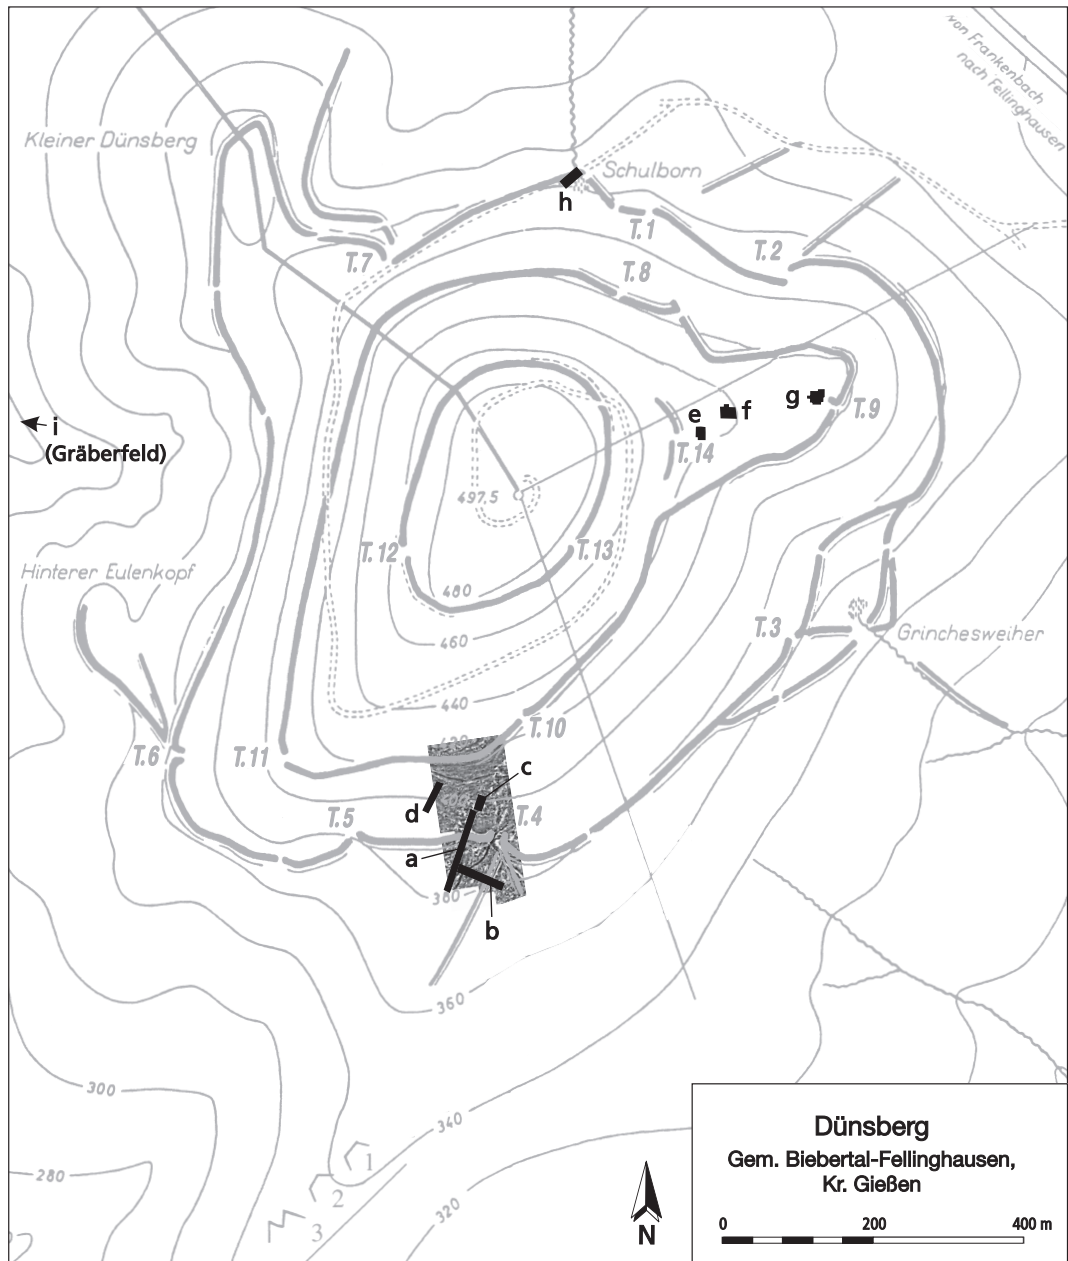 von Frankenbach
nach Fellinghausen
Kleiner Dünsberg
Schulborn
h
T.1
T.2
T.7
T.8
g
T.9
e
f
i
(Gräberfeld)
T.14
497,5
T.12
T.13
Hinterer Eulenkopf
480
T.3
Grinchesweiher
460
440
T.10
420
T.6
T.11
c
d
T.5
T.4
a
380
b
360
300
340
1
280
2
320
3
Dünsberg
Gem. Biebertal-Fellinghausen,
Kr. Gießen
N
0 200 400 m